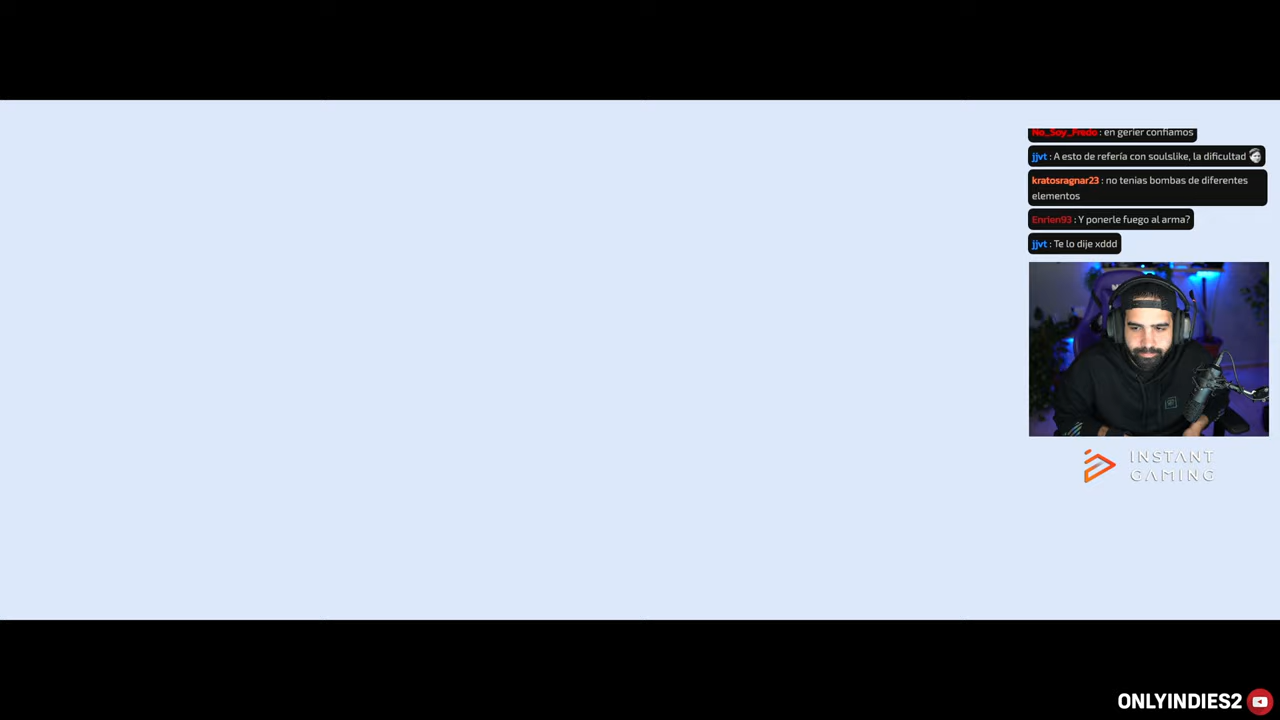 No_Soy_Fredo : en gerier confiamos
jjvt : A esto de refería con soulslike, la dificultad
kratosragnar23 : no tenias bombas de diferentes
elementos
Enrien93 : Y ponerle fuego al arma?
jjvt : Te lo dije xddd
INSTANT
GAMING
ONLYINDIES2